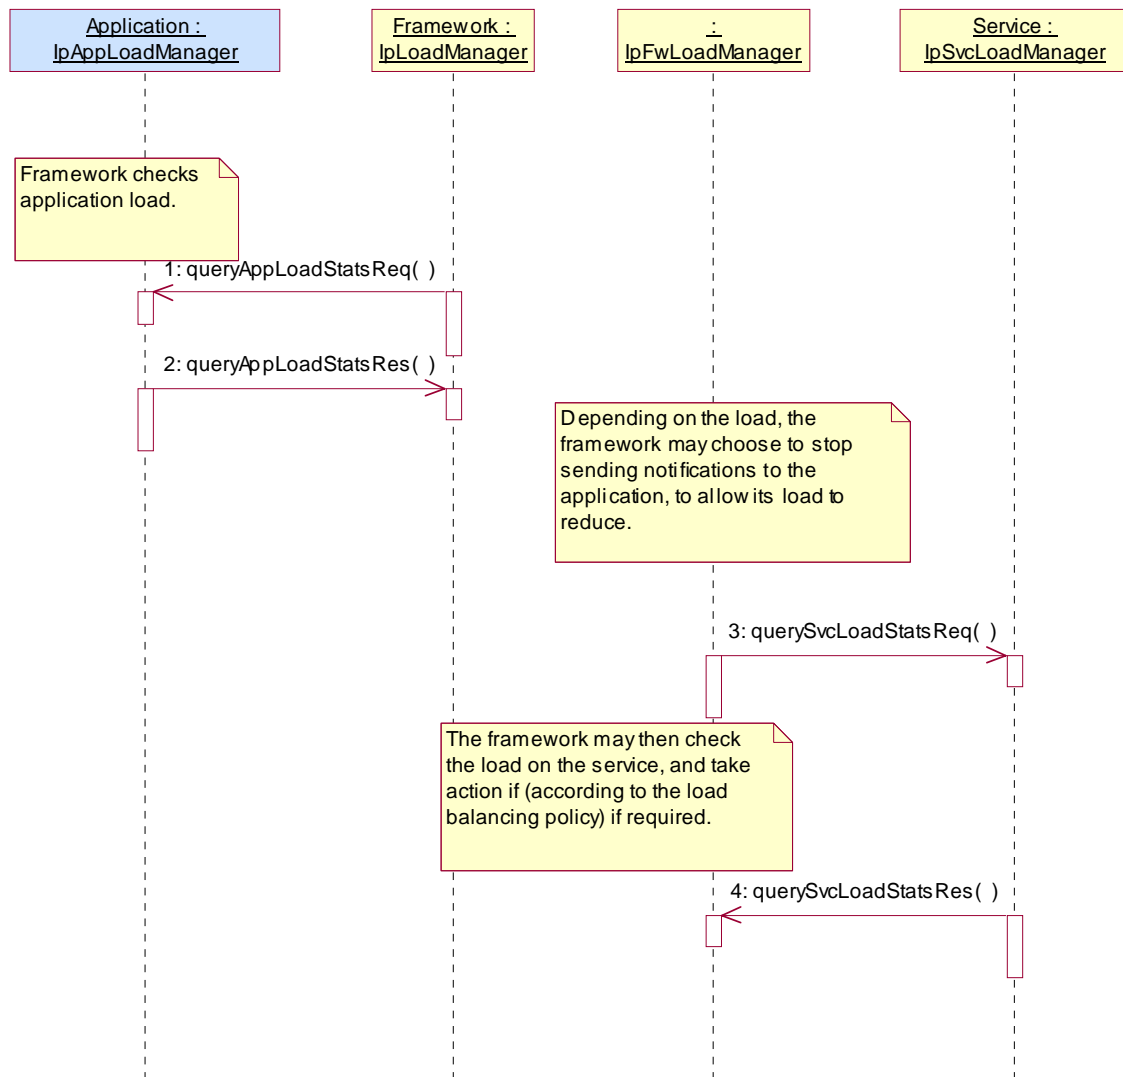 Application :
IpAppLoadManager
Framework :
IpLoadManager
:
IpFwLoadManager
Service :
IpSvcLoadManager
Framework checks
application load.
1: queryAppLoadStatsReq( )
2: queryAppLoadStatsRes( )
Depending on the load, the
framework may choose to stop
sending notifications to the
application, to allow its load to
reduce.
3: querySvcLoadStatsReq( )
The framework may then check
the load on the service, and take
action if (according to the load
balancing policy) if required.
4: querySvcLoadStatsRes( )